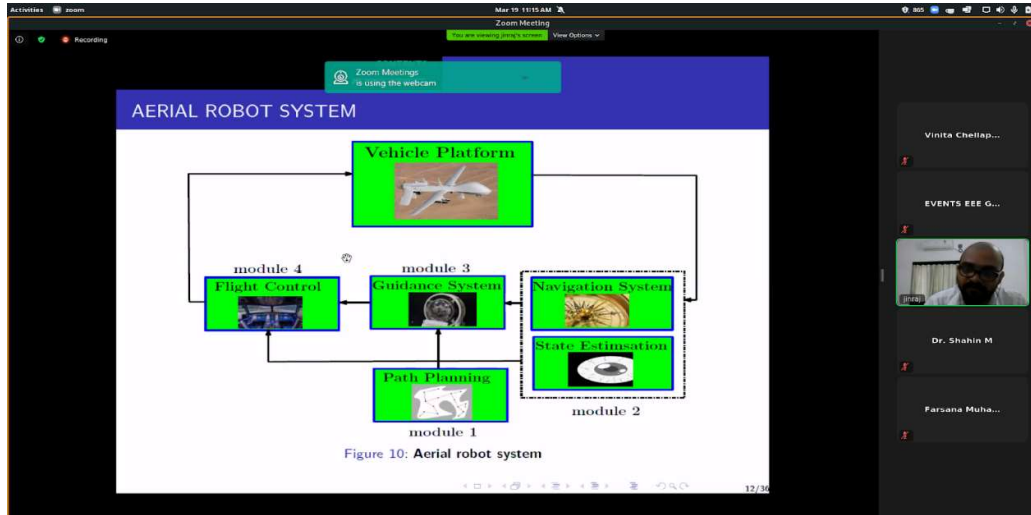 Activities zoom Mar 19 11:15 AM 865
Zoom Meeting
Recording You are viewing jinraj's screen View Options
Zoom Meetings
is using the webcam
AERIAL ROBOT SYSTEM
Vehicle Platform
module 4 module 3
Flight Control Guidance System Navigation System
State Estimsation
Path Planning
module 2
module 1
Figure 10: Aerial robot system
12/36
Vinita Chellap...
EVENTS EEE G...
jinraj
Dr. Shahin M
Farsana Muha...